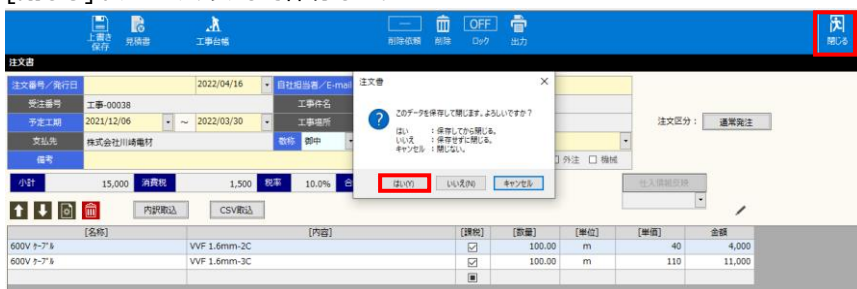 上書き保存 見積書 工事台帳 削除依頼 削除 OFF ロック 出力 閉じる
注文書
注文番号／発行日 2022/04/16 自社担当者／E-mail
受注番号 工事-00038 工事件名
予定工期 2021/12/06 ～ 2022/03/30 工事場所 注文区分： 通常発注
支払先 株式会社川崎電材 敬称 御中
備考 外注 機械
小計 15,000 消費税 1,500 税率 10.0%
内訳取込 CSV取込
注文書 ×
このデータを保存して閉じます。よろしいですか？
はい ：保存してから閉じる。
いいえ ：保存せずに閉じる。
キャンセル ：閉じない。
はい(Y) いいえ(N) キャンセル
[名称] [内容] [課税] [数量] [単位] [単価] 金額
600V ｹｰﾌﾞﾙ VVF 1.6mm-2C 100.00 m 40 4,000
600V ｹｰﾌﾞﾙ VVF 1.6mm-3C 100.00 m 110 11,000